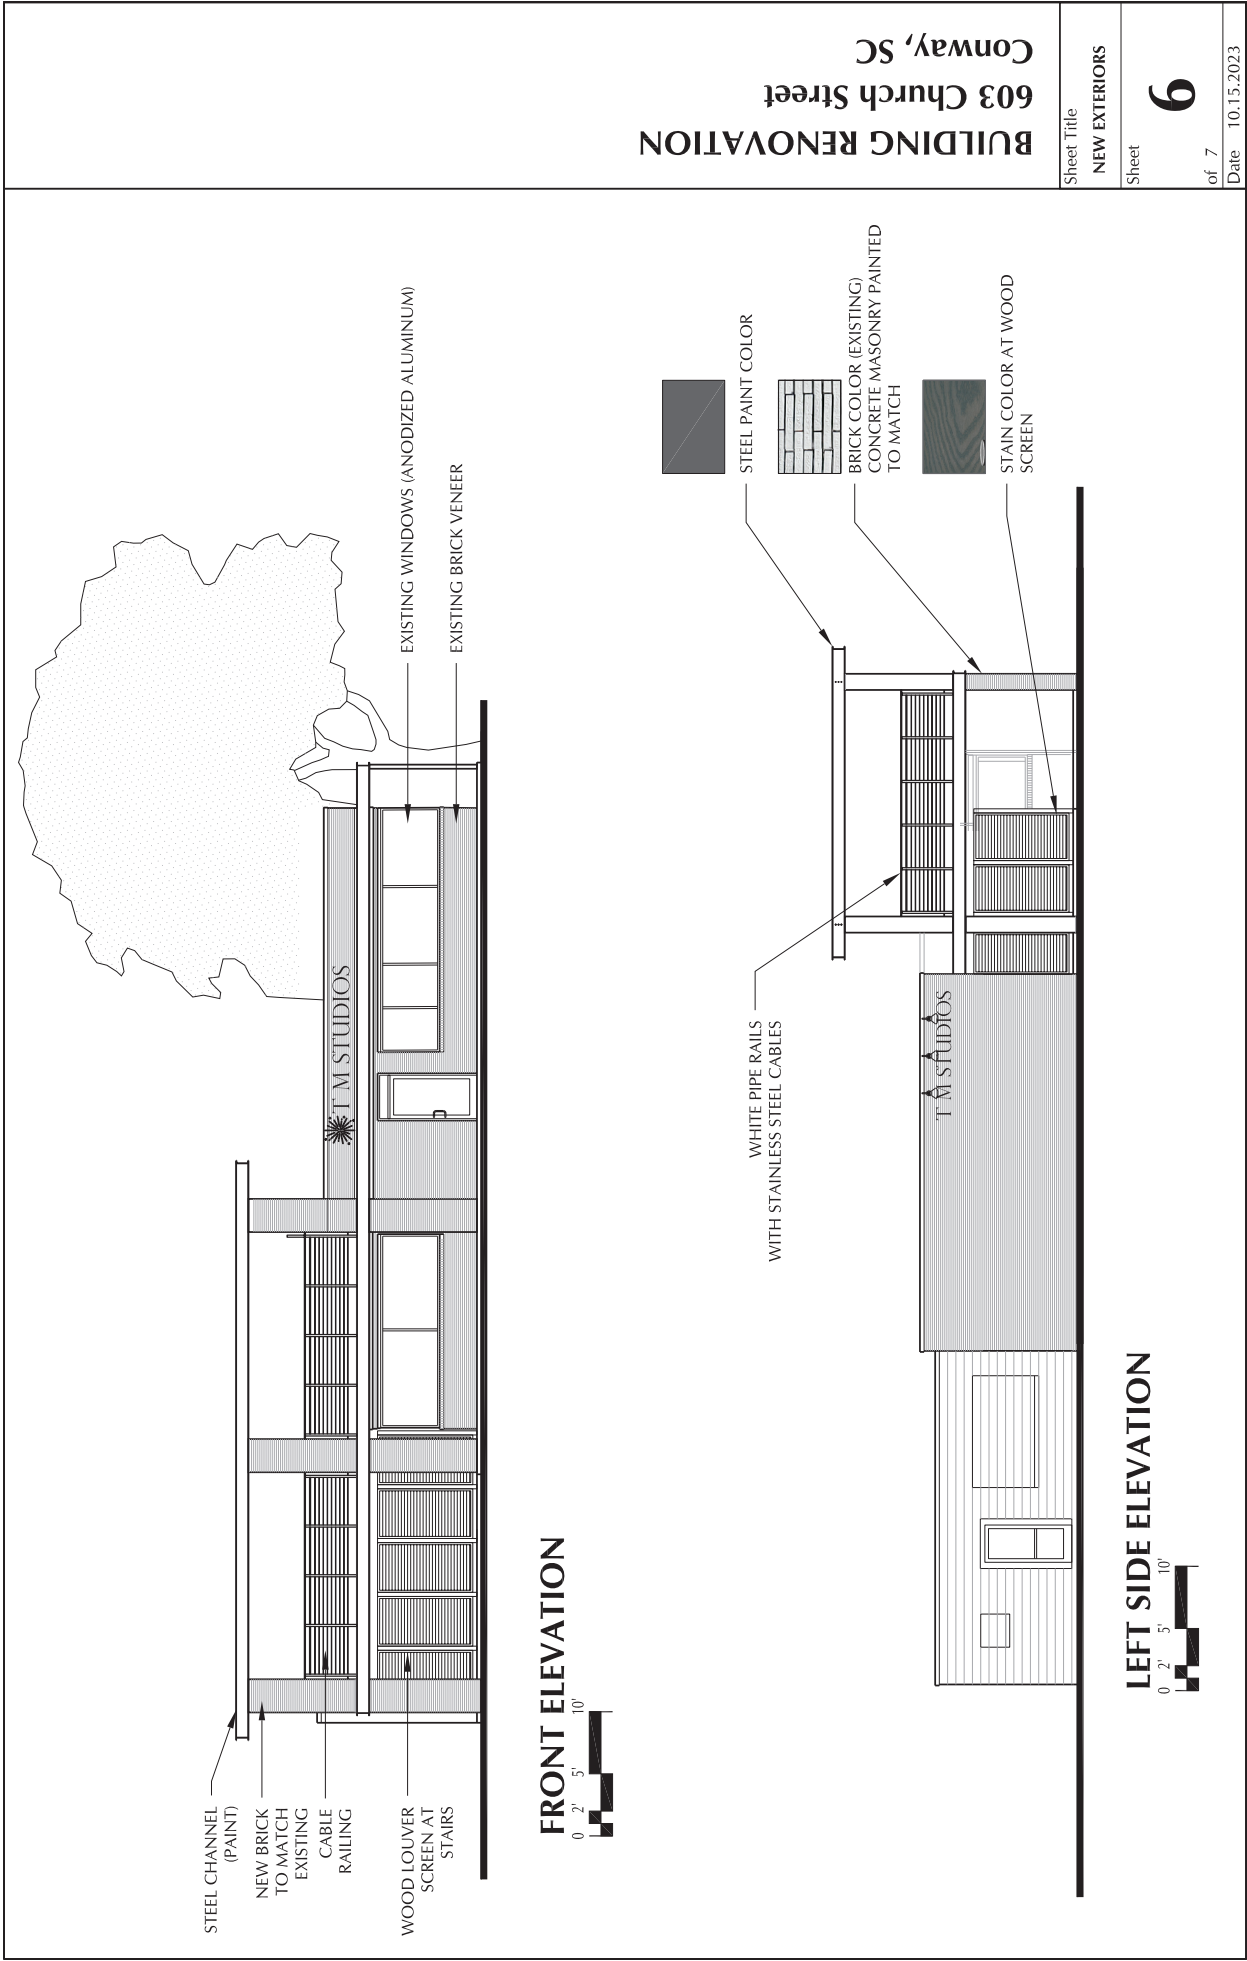 BUILDING RENOVATION
603 Church Street
Conway, SC
Sheet Title
NEW EXTERIORS
Sheet
6
of 7
Date 10.15.2023
STEEL CHANNEL
(PAINT)
NEW BRICK
TO MATCH
EXISTING
CABLE
RAILING
WOOD LOUVER
SCREEN AT
STAIRS
T M STUDIOS
EXISTING WINDOWS (ANODIZED ALUMINUM)
EXISTING BRICK VENEER
FRONT ELEVATION
0 2' 5' 10'
STEEL PAINT COLOR
BRICK COLOR (EXISTING)
CONCRETE MASONRY PAINTED
TO MATCH
STAIN COLOR AT WOOD
SCREEN
WHITE PIPE RAILS
WITH STAINLESS STEEL CABLES
T M STUDIOS
LEFT SIDE ELEVATION
0 2' 5' 10'